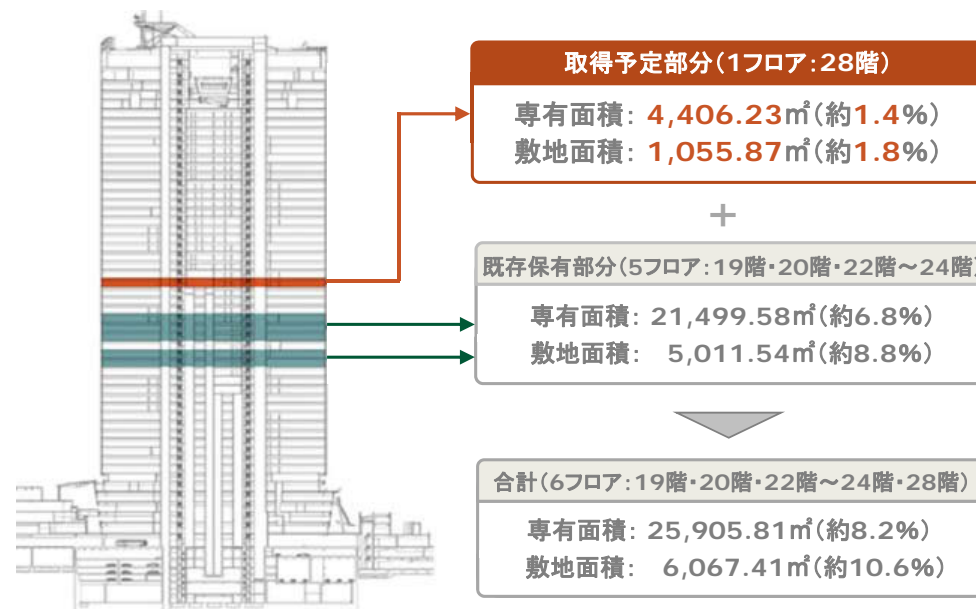 取得予定部分(1フロア:28階)
専有面積: 4,406.23㎡(約1.4%)
敷地面積: 1,055.87㎡(約1.8%)
+
既存保有部分(5フロア:19階・20階・22階～24階)
専有面積: 21,499.58㎡(約6.8%)
敷地面積: 5,011.54㎡(約8.8%)
合計(6フロア:19階・20階・22階～24階・28階)
専有面積: 25,905.81㎡(約8.2%)
敷地面積: 6,067.41㎡(約10.6%)